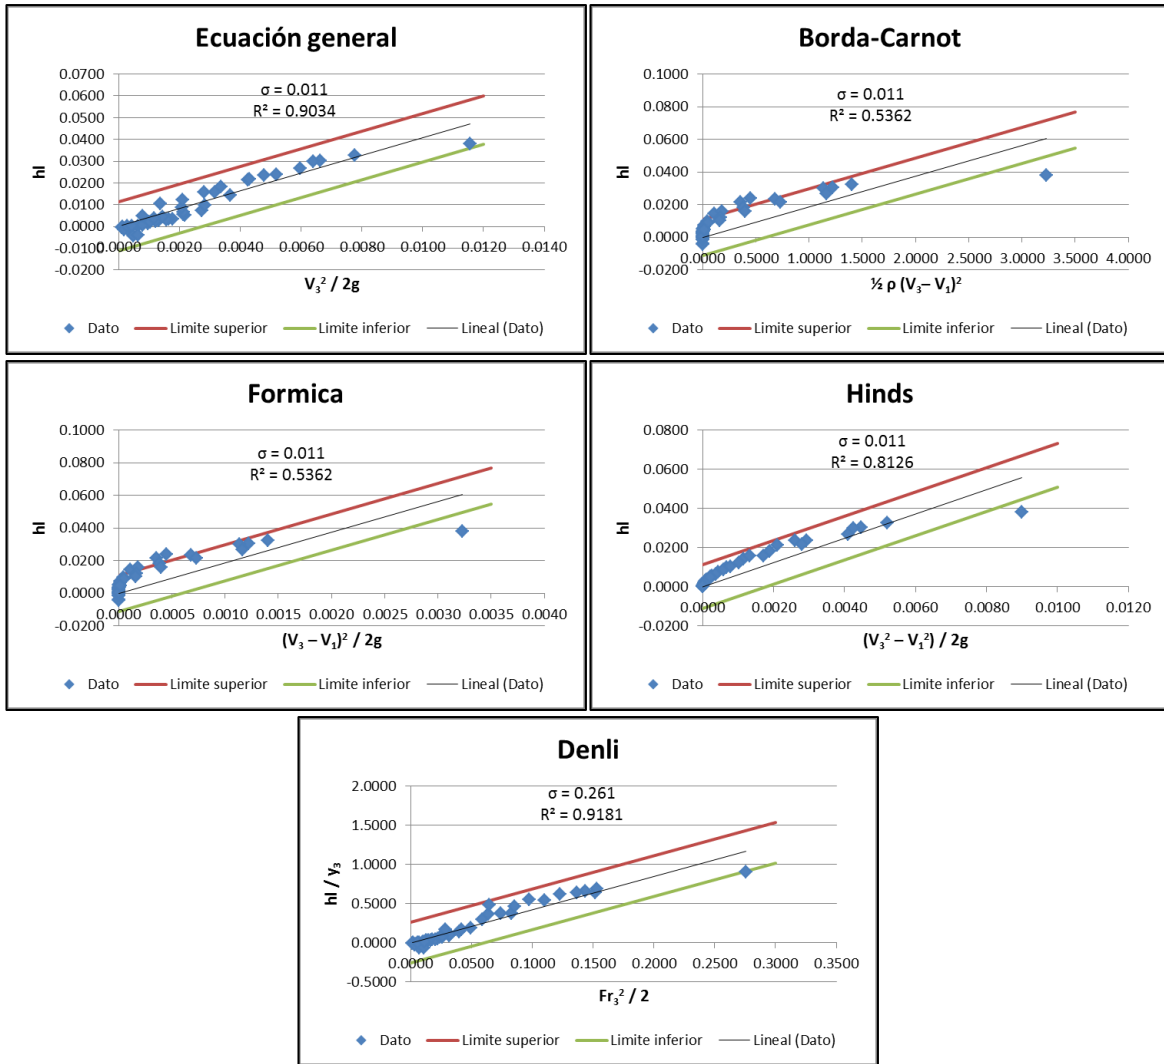 Ecuación general
σ = 0.011
R² = 0.9034
hl
0.0700
0.0600
0.0500
0.0400
0.0300
0.0200
0.0100
0.0000
-0.0100
-0.0200
0.0000 0.0020 0.0040 0.0060 0.0080 0.0100 0.0120 0.0140
V₃² / 2g
Dato Limite superior Limite inferior Lineal (Dato)
Borda-Carnot
σ = 0.011
R² = 0.5362
hl
0.1000
0.0800
0.0600
0.0400
0.0200
0.0000
-0.0200
0.0000 0.5000 1.0000 1.5000 2.0000 2.5000 3.0000 3.5000 4.0000
½ ρ (V₃– V₁)²
Dato Limite superior Limite inferior Lineal (Dato)
Formica
σ = 0.011
R² = 0.5362
hl
0.1000
0.0800
0.0600
0.0400
0.0200
0.0000
-0.0200
0.0000 0.0005 0.0010 0.0015 0.0020 0.0025 0.0030 0.0035 0.0040
(V₃ – V₁)² / 2g
Dato Limite superior Limite inferior Lineal (Dato)
Hinds
σ = 0.011
R² = 0.8126
hl
0.0800
0.0600
0.0400
0.0200
0.0000
-0.0200
0.0000 0.0020 0.0040 0.0060 0.0080 0.0100 0.0120
(V₃² – V₁²) / 2g
Dato Limite superior Limite inferior Lineal (Dato)
Denli
σ = 0.261
R² = 0.9181
hl / y₃
2.0000
1.5000
1.0000
0.5000
0.0000
-0.5000
0.0000 0.0500 0.1000 0.1500 0.2000 0.2500 0.3000 0.3500
Fr₃² / 2
Dato Limite superior Limite inferior Lineal (Dato)